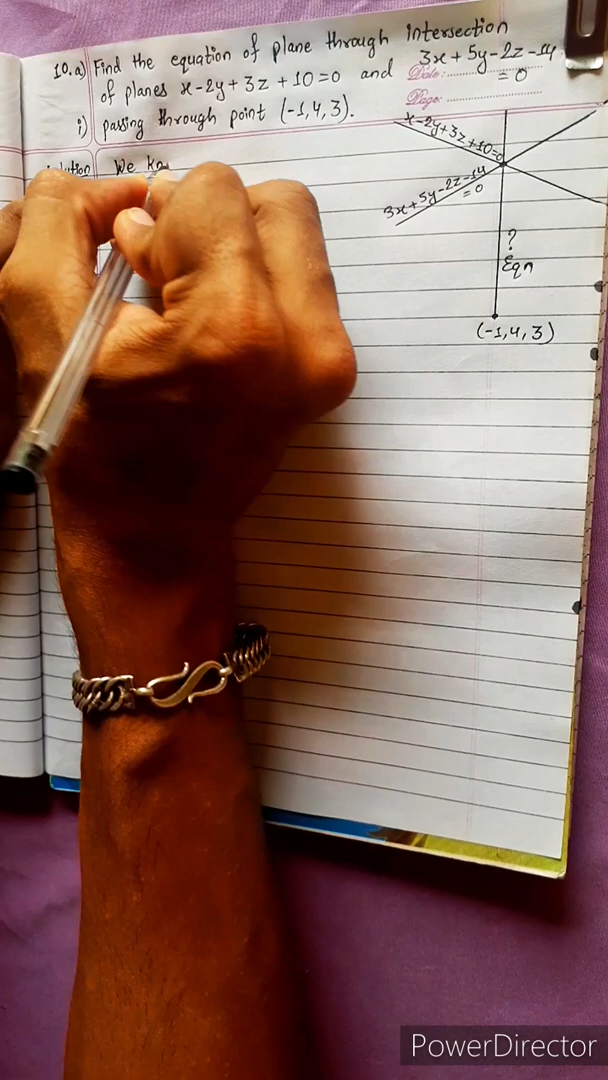 10.a) Find the equation of plane through intersection
of planes x-2y+3z+10=0 and 3x+5y-2z-14
=0
Date:
Page:
i) passing through point (-1,4,3).
We kn
x-2y+3z+10=0
3x+5y-2z-14
=0
?
Eqn
(-1,4,3)
PowerDirector